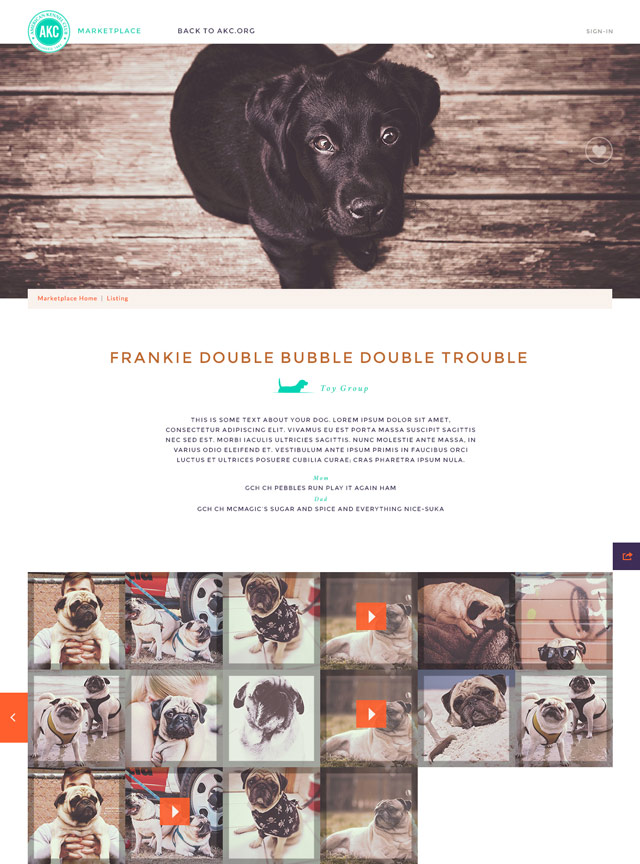 AMERICAN KENNEL CLUB
AKC
MARKETPLACE
BACK TO AKC.ORG
SIGN-IN
Marketplace Home | Listing
FRANKIE DOUBLE BUBBLE DOUBLE TROUBLE
Toy Group
THIS IS SOME TEXT ABOUT YOUR DOG. LOREM IPSUM DOLOR SIT AMET,
CONSECTETUR ADIPISCING ELIT. VIVAMUS EU EST PORTA MASSA SUSCIPIT SAGITTIS
NEC SED EST. MORBI IACULIS ULTRICIES SAGITTIS. NUNC MOLESTIE ANTE MASSA, IN
VARIUS ODIO ELEIFEND ET. VESTIBULUM ANTE IPSUM PRIMIS IN FAUCIBUS ORCI
LUCTUS ET ULTRICES POSUERE CUBILIA CURAE; CRAS PHARETRA IPSUM NULA.
Mom
GCH CH PEBBLES RUN PLAY IT AGAIN HAM
Dad
GCH CH MCMAGIC'S SUGAR AND SPICE AND EVERYTHING NICE-SUKA